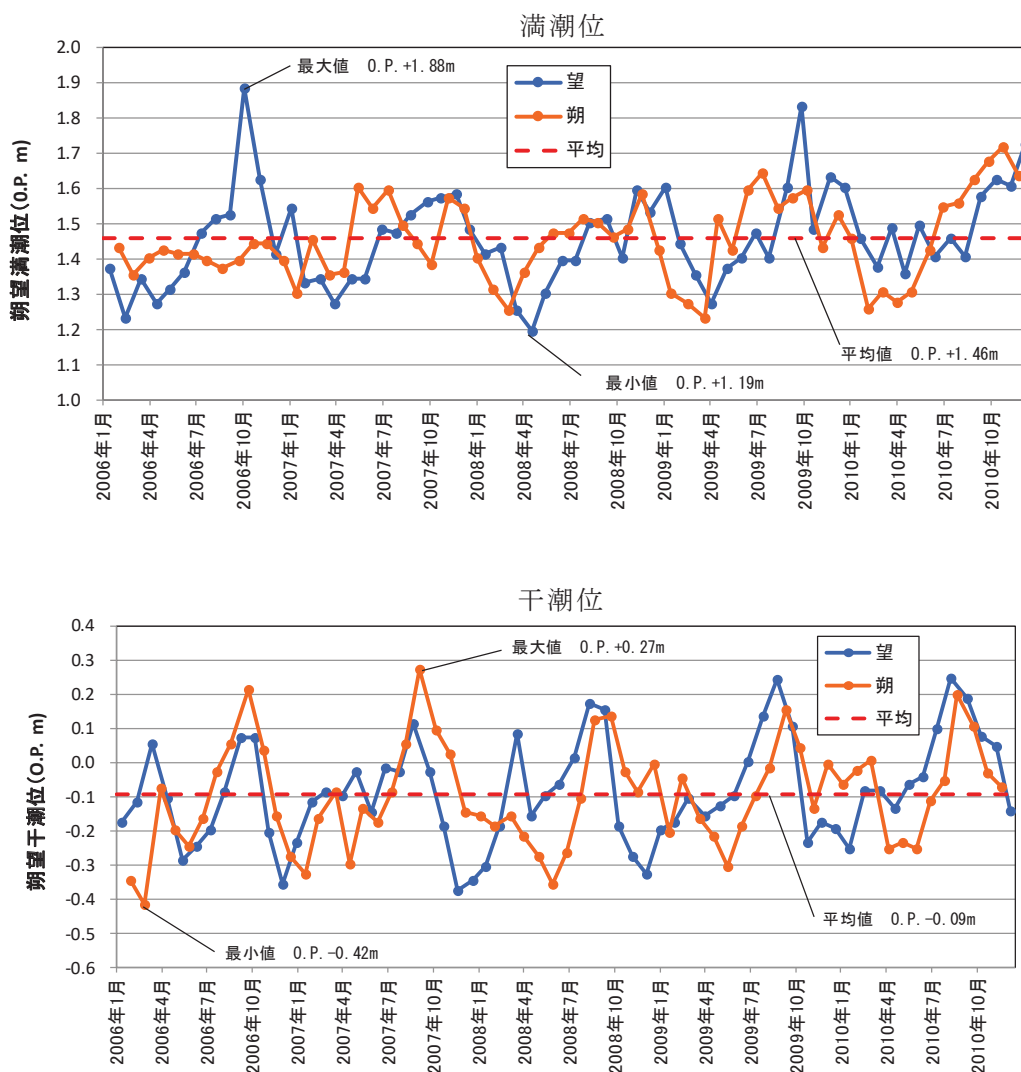 満潮位
朔望満潮位(O.P. m)
2.0
1.9
1.8
1.7
1.6
1.5
1.4
1.3
1.2
1.1
1.0
最大値 O.P.+1.88m
望
朔
平均
平均値 O.P.+1.46m
最小値 O.P.+1.19m
2006年1月
2006年4月
2006年7月
2006年10月
2007年1月
2007年4月
2007年7月
2007年10月
2008年1月
2008年4月
2008年7月
2008年10月
2009年1月
2009年4月
2009年7月
2009年10月
2010年1月
2010年4月
2010年7月
2010年10月
干潮位
朔望干潮位(O.P. m)
0.4
0.3
0.2
0.1
0.0
-0.1
-0.2
-0.3
-0.4
-0.5
-0.6
最大値 O.P.+0.27m
望
朔
平均
平均値 O.P.-0.09m
最小値 O.P.-0.42m
2006年1月
2006年4月
2006年7月
2006年10月
2007年1月
2007年4月
2007年7月
2007年10月
2008年1月
2008年4月
2008年7月
2008年10月
2009年1月
2009年4月
2009年7月
2009年10月
2010年1月
2010年4月
2010年7月
2010年10月